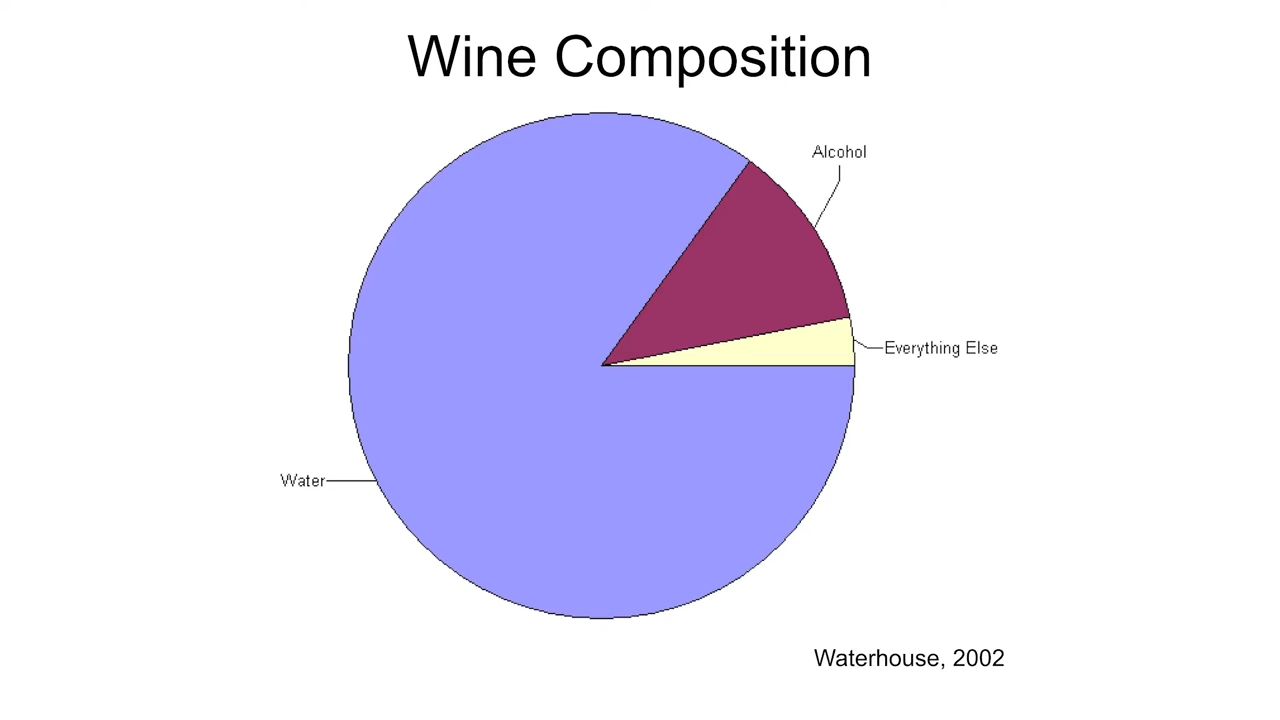 Wine Composition
Alcohol
Everything Else
Water
Waterhouse, 2002